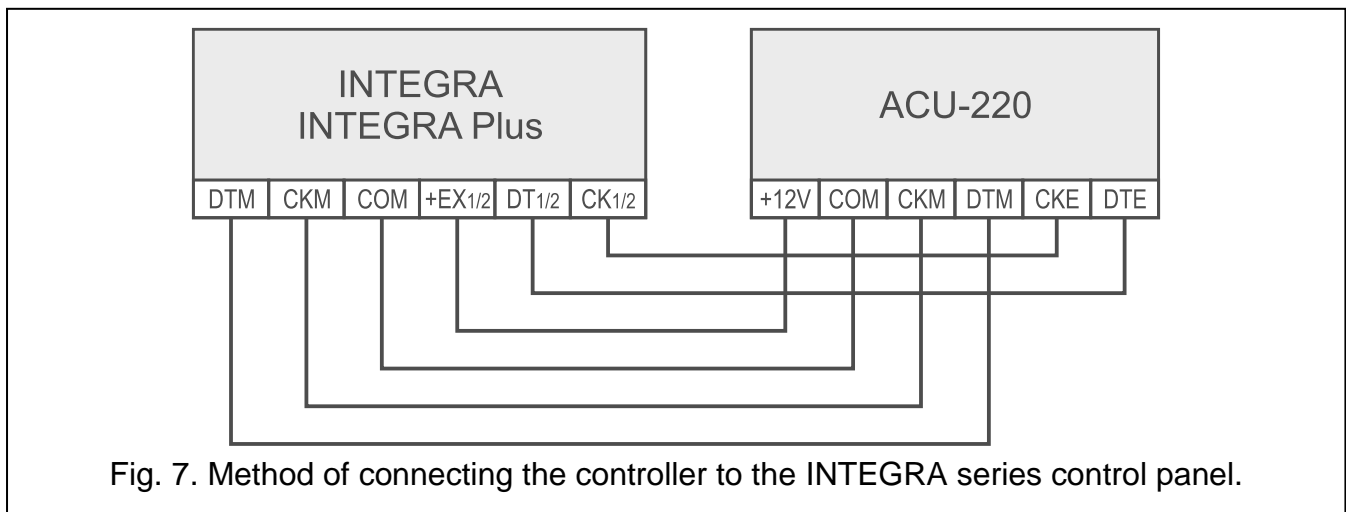 INTEGRA
INTEGRA Plus
ACU-220
DTM CKM COM +EX1/2 DT1/2 CK1/2
+12V COM CKM DTM CKE DTE
Fig. 7. Method of connecting the controller to the INTEGRA series control panel.